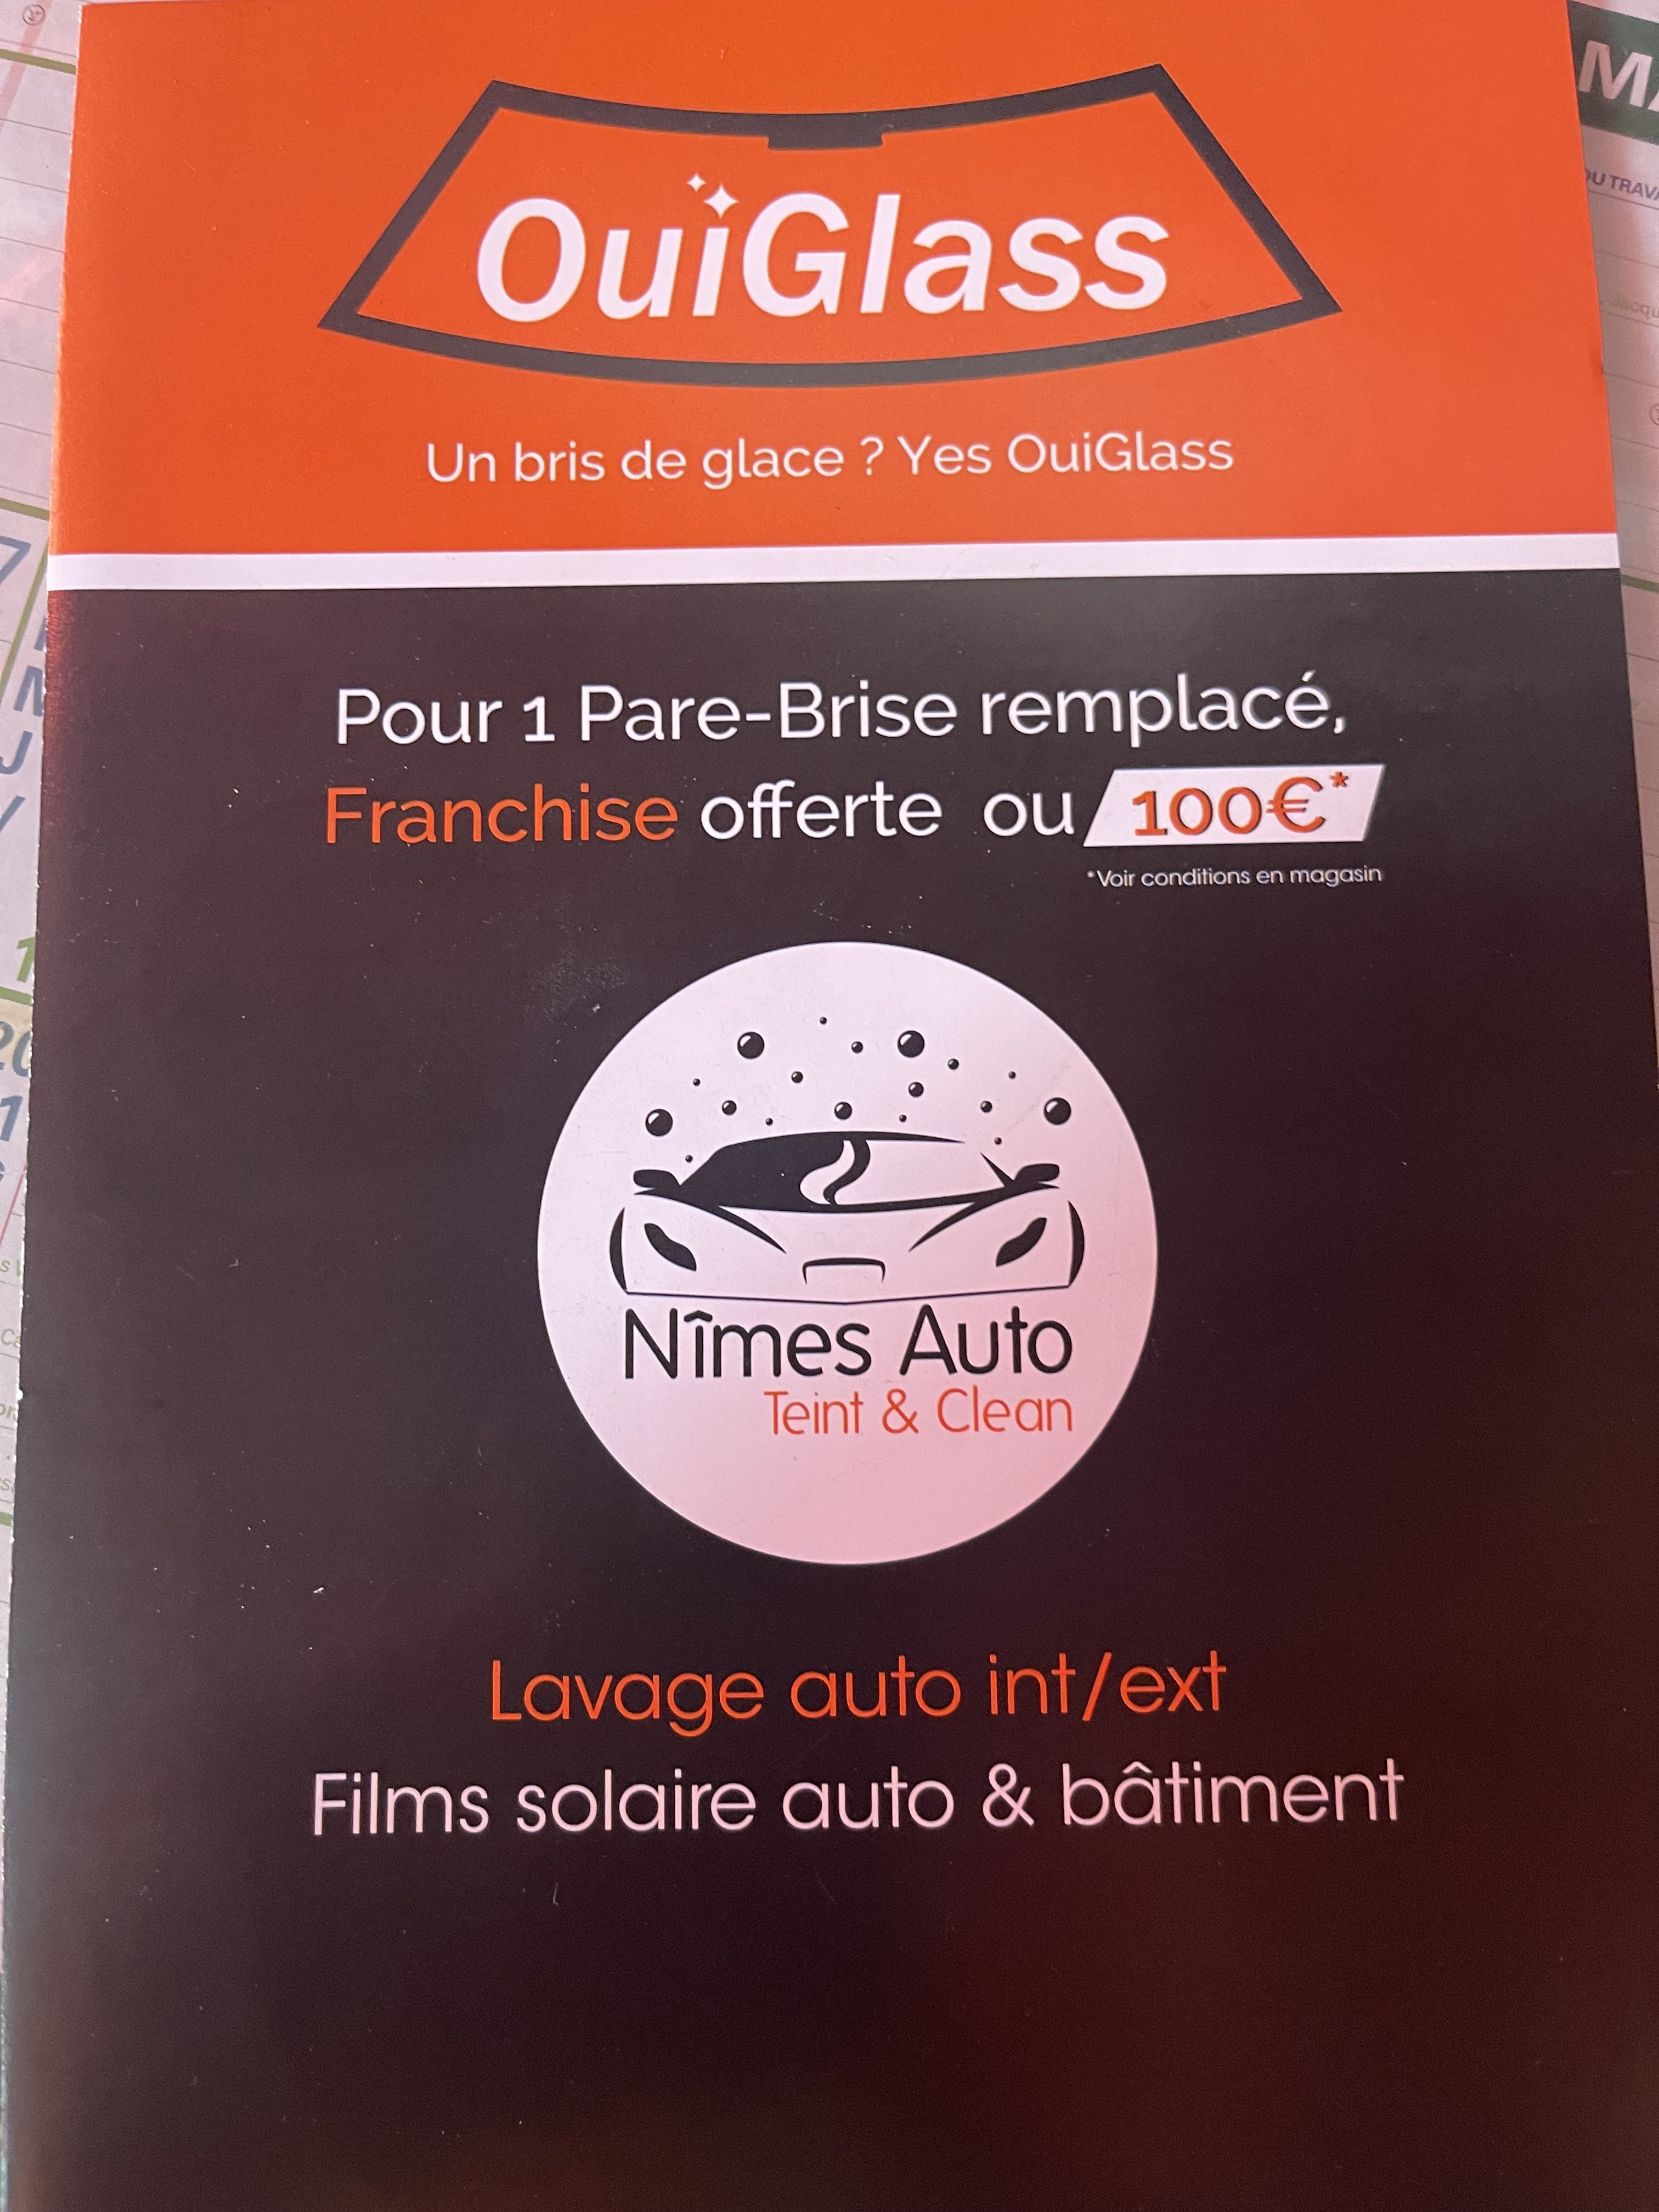 OuiGlass
Un bris de glace ? Yes OuiGlass
Pour 1 Pare-Brise remplacé,
Franchise offerte ou 100€*
*Voir conditions en magasin
Nîmes Auto
Teint & Clean
Lavage auto int/ext
Films solaire auto & bâtiment